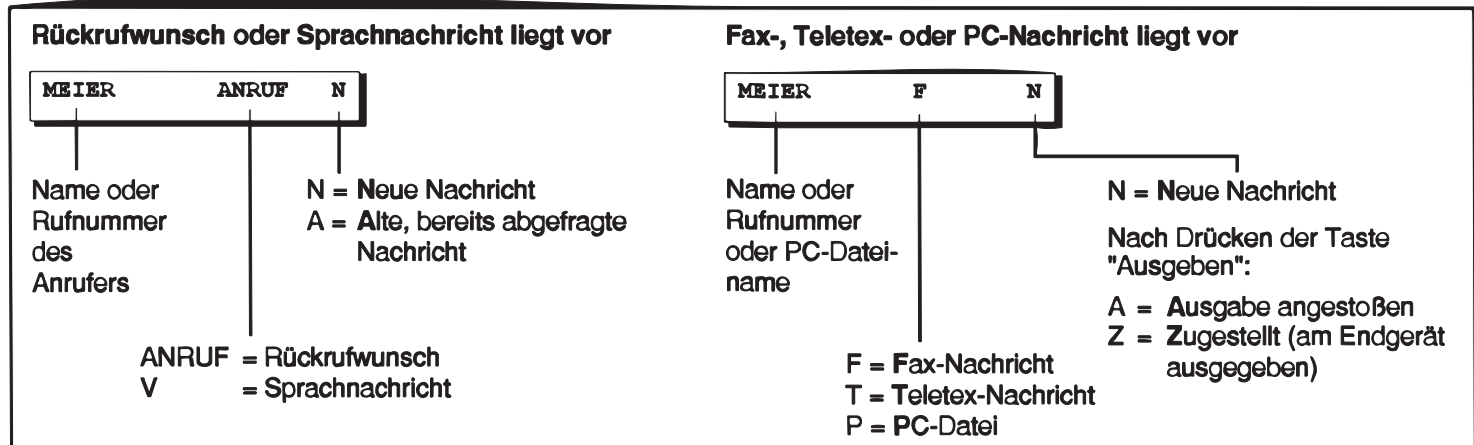 Rückrufwunsch oder Sprachnachricht liegt vor
MEIER ANRUF N
Name oder
Rufnummer
des
Anrufers
N = Neue Nachricht
A = Alte, bereits abgefragte
Nachricht
ANRUF = Rückrufwunsch
V = Sprachnachricht
Fax-, Teletex- oder PC-Nachricht liegt vor
MEIER F N
Name oder
Rufnummer
oder PC-Datei-
name
N = Neue Nachricht
Nach Drücken der Taste
"Ausgeben":
A = Ausgabe angestoßen
Z = Zugestellt (am Endgerät
ausgegeben)
F = Fax-Nachricht
T = Teletex-Nachricht
P = PC-Datei